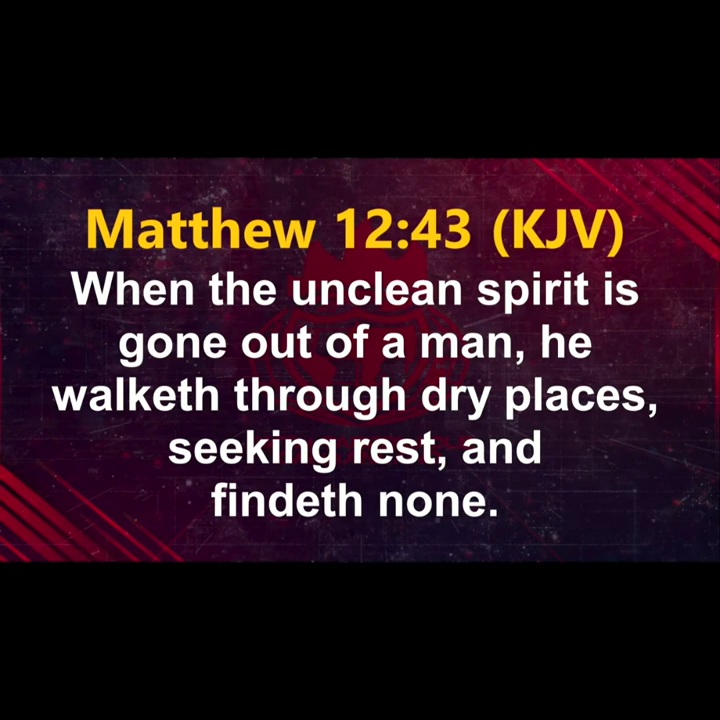 Matthew 12:43 (KJV)
When the unclean spirit is
gone out of a man, he
walketh through dry places,
seeking rest, and
findeth none.